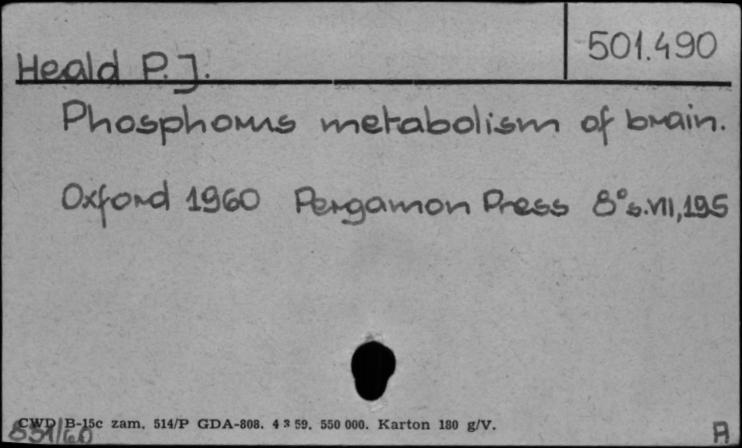 501.490
Heald P.J.
Phosphorus metabolism of brain.
Oxford 1960 Pergamon Press 8° s.VII,195
CWD B-15c zam. 514/P GDA-808. 4 3 59. 550 000. Karton 180 g/V.
A